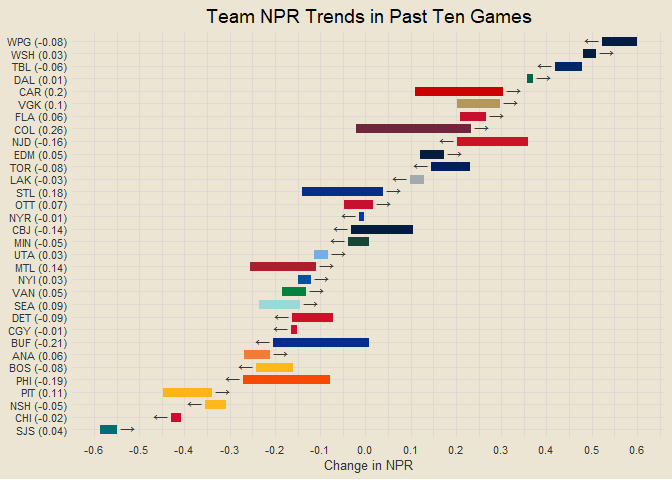 Team NPR Trends in Past Ten Games
WPG (-0.08)
WSH (0.03)
TBL (-0.06)
DAL (0.01)
CAR (0.2)
VGK (0.1)
FLA (0.06)
COL (0.26)
NJD (-0.16)
EDM (0.05)
TOR (-0.08)
LAK (-0.03)
STL (0.18)
OTT (0.07)
NYR (-0.01)
CBJ (-0.14)
MIN (-0.05)
UTA (0.03)
MTL (0.14)
NYI (0.03)
VAN (0.05)
SEA (0.09)
DET (-0.09)
CGY (-0.01)
BUF (-0.21)
ANA (0.06)
BOS (-0.08)
PHI (-0.19)
PIT (0.11)
NSH (-0.05)
CHI (-0.02)
SJS (0.04)
-0.6 -0.5 -0.4 -0.3 -0.2 -0.1 0.0 0.1 0.2 0.3 0.4 0.5 0.6
Change in NPR